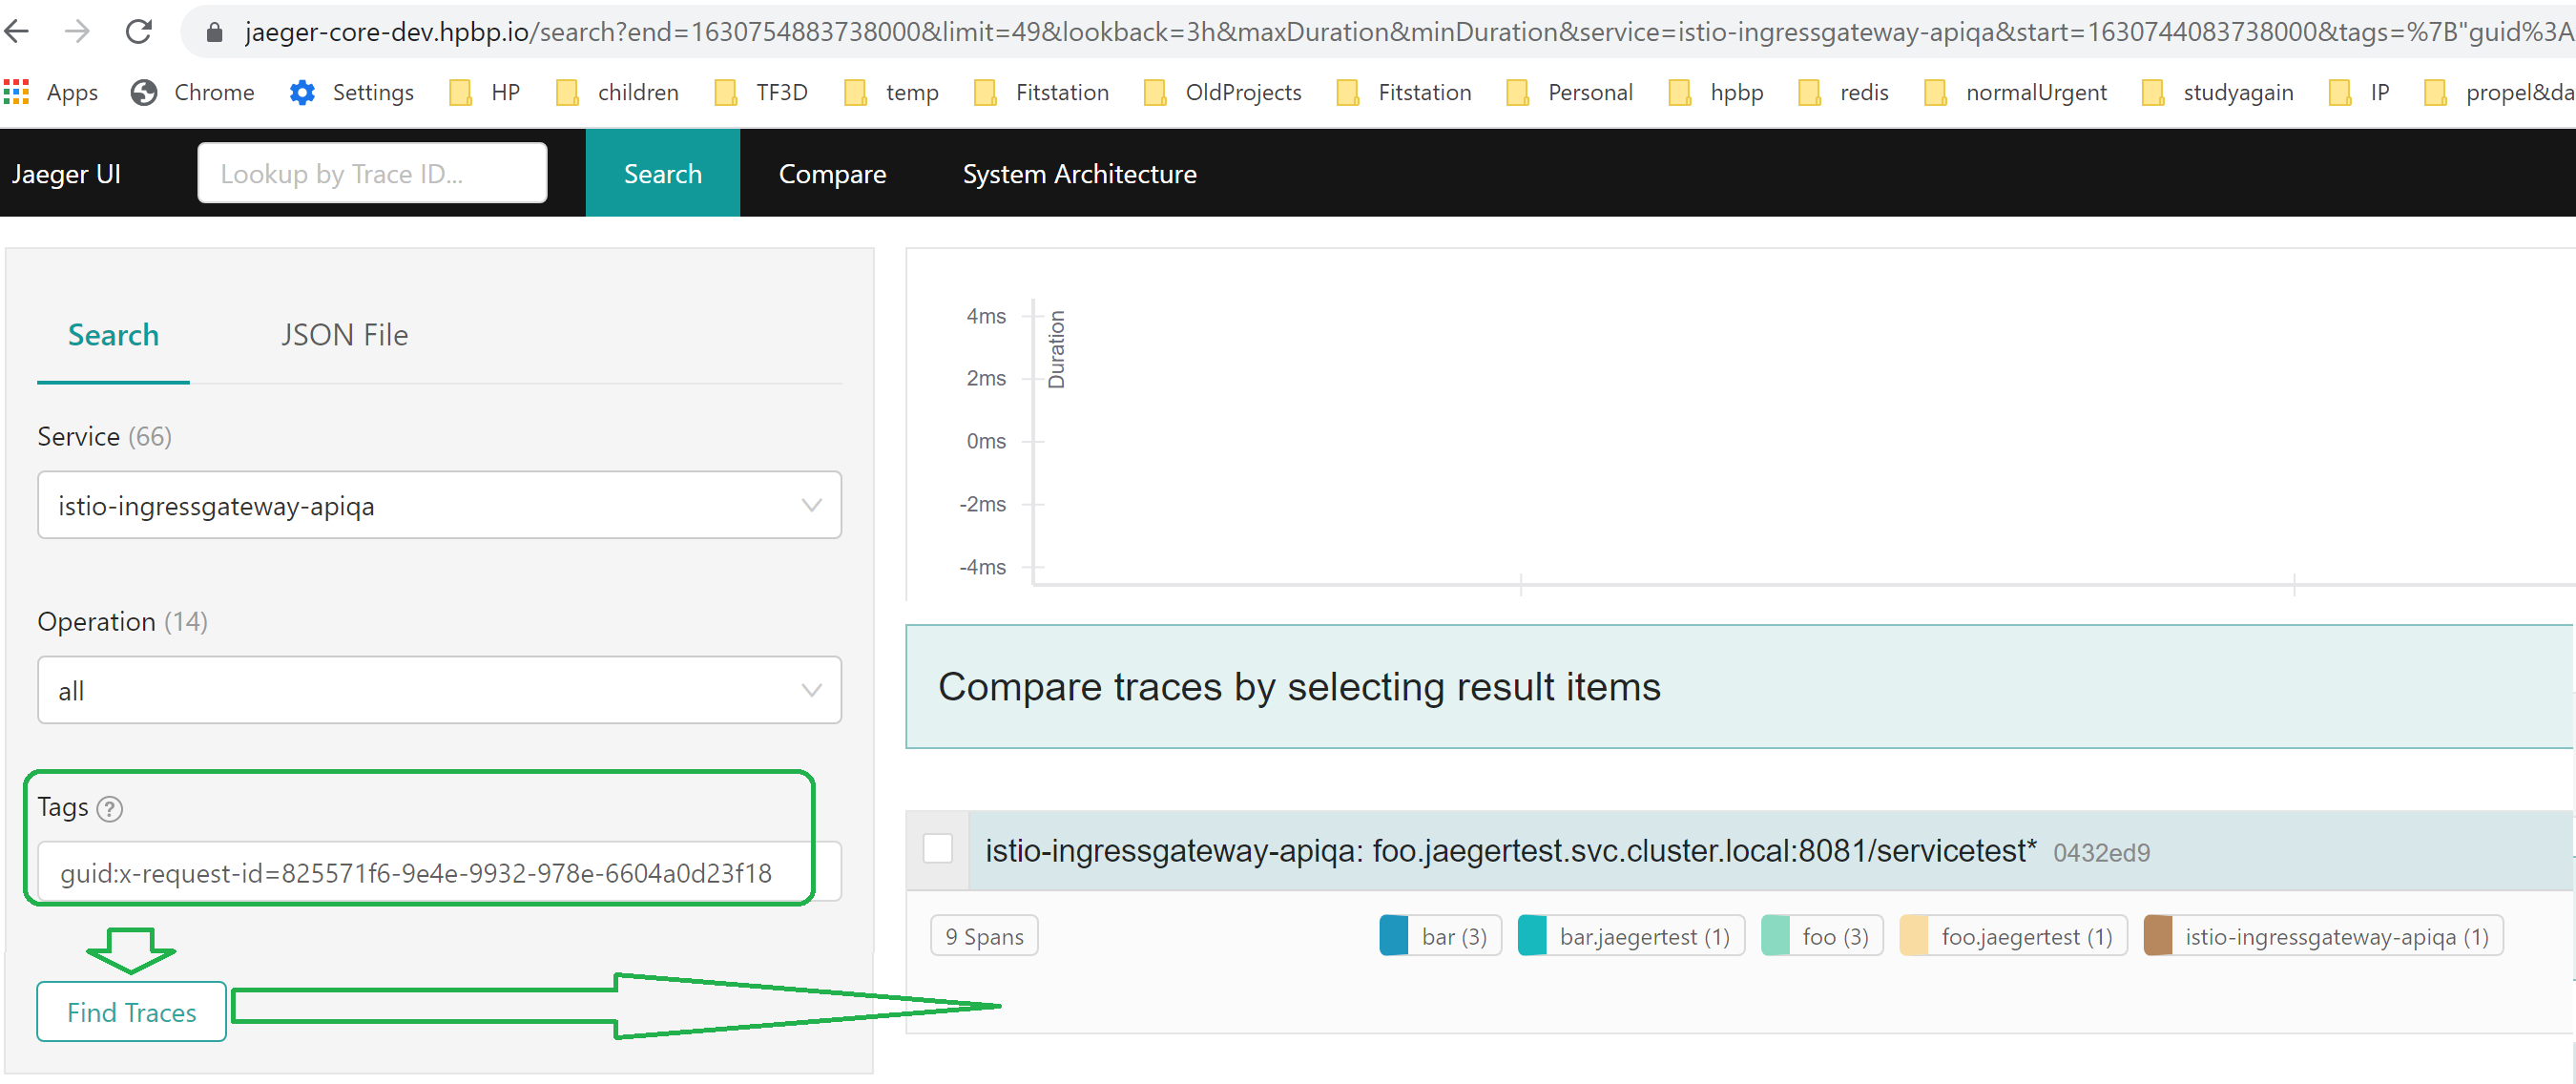 jaeger-core-dev.hpbp.io/search?end=1630754883738000&limit=49&lookback=3h&maxDuration&minDuration&service=istio-ingressgateway-apiqa&start=1630744083738000&tags=%7B"guid%3A
Apps Chrome Settings HP children TF3D temp Fitstation OldProjects Fitstation Personal hpbp redis normalUrgent studyagain IP propel&da
Jaeger UI Lookup by Trace ID... Search Compare System Architecture
Search JSON File
Service (66)
istio-ingressgateway-apiqa
Operation (14)
all
Tags ?
guid:x-request-id=825571f6-9e4e-9932-978e-6604a0d23f18
Find Traces
4ms
2ms
0ms
-2ms
-4ms
Duration
Compare traces by selecting result items
istio-ingressgateway-apiqa: foo.jaegertest.svc.cluster.local:8081/servicetest* 0432ed9
9 Spans bar (3) bar.jaegertest (1) foo (3) foo.jaegertest (1) istio-ingressgateway-apiqa (1)